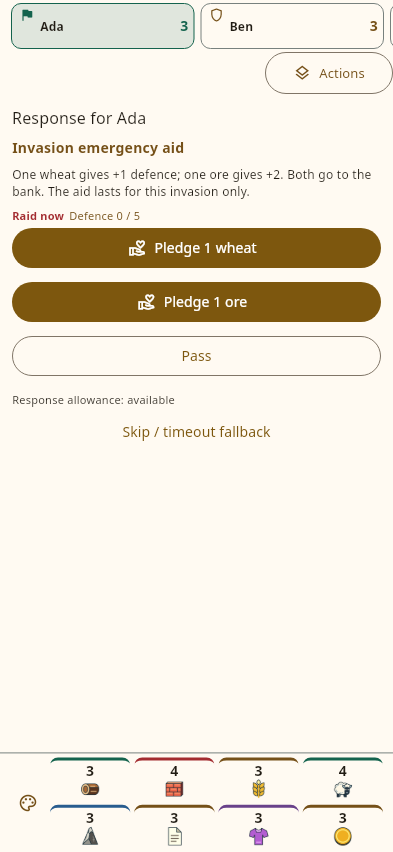 Ada 3 Ben 3
Actions
Response for Ada
Invasion emergency aid
One wheat gives +1 defence; one ore gives +2. Both go to the
bank. The aid lasts for this invasion only.
Raid now Defence 0 / 5
Pledge 1 wheat
Pledge 1 ore
Pass
Response allowance: available
Skip / timeout fallback
3 4 3 4
3 3 3 3